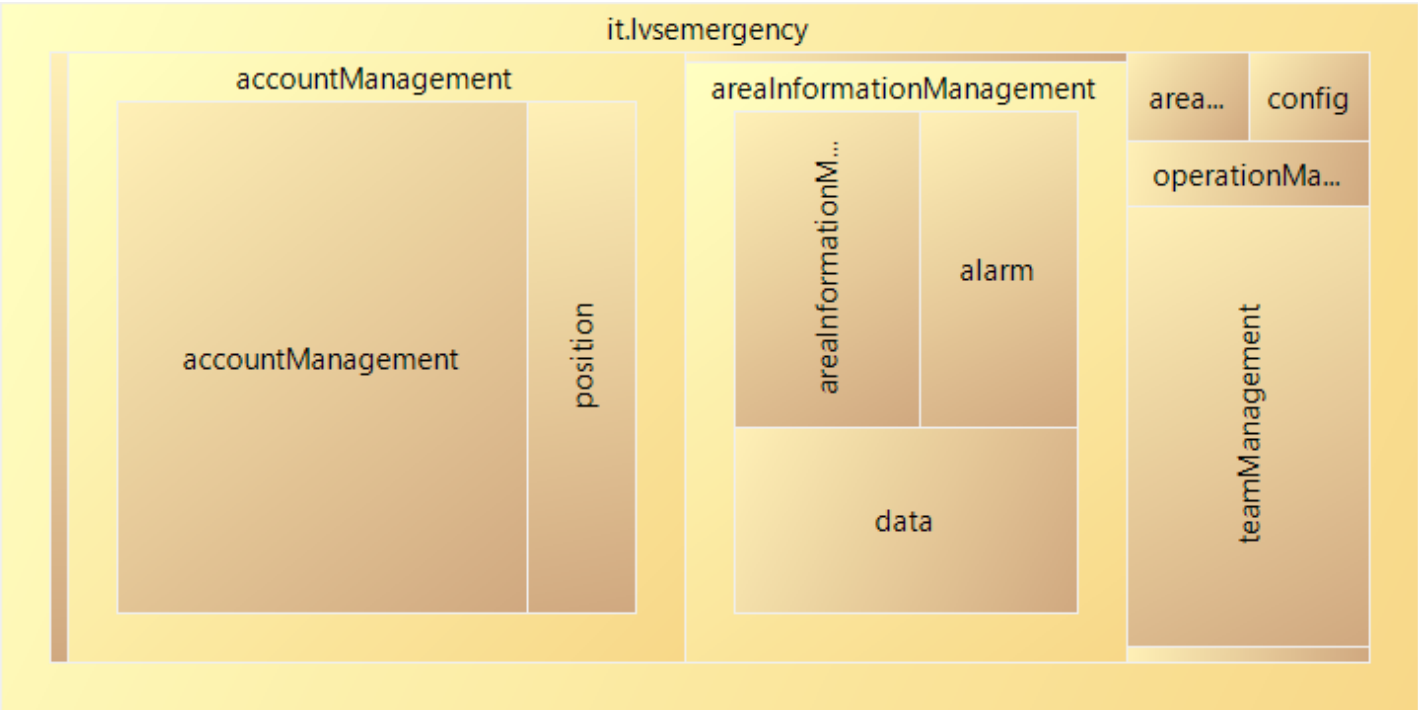 it.lvsemergency
accountManagement
accountManagement
position
areaInformationManagement
areaInformationM...
alarm
data
area...
config
operationMa...
teamManagement